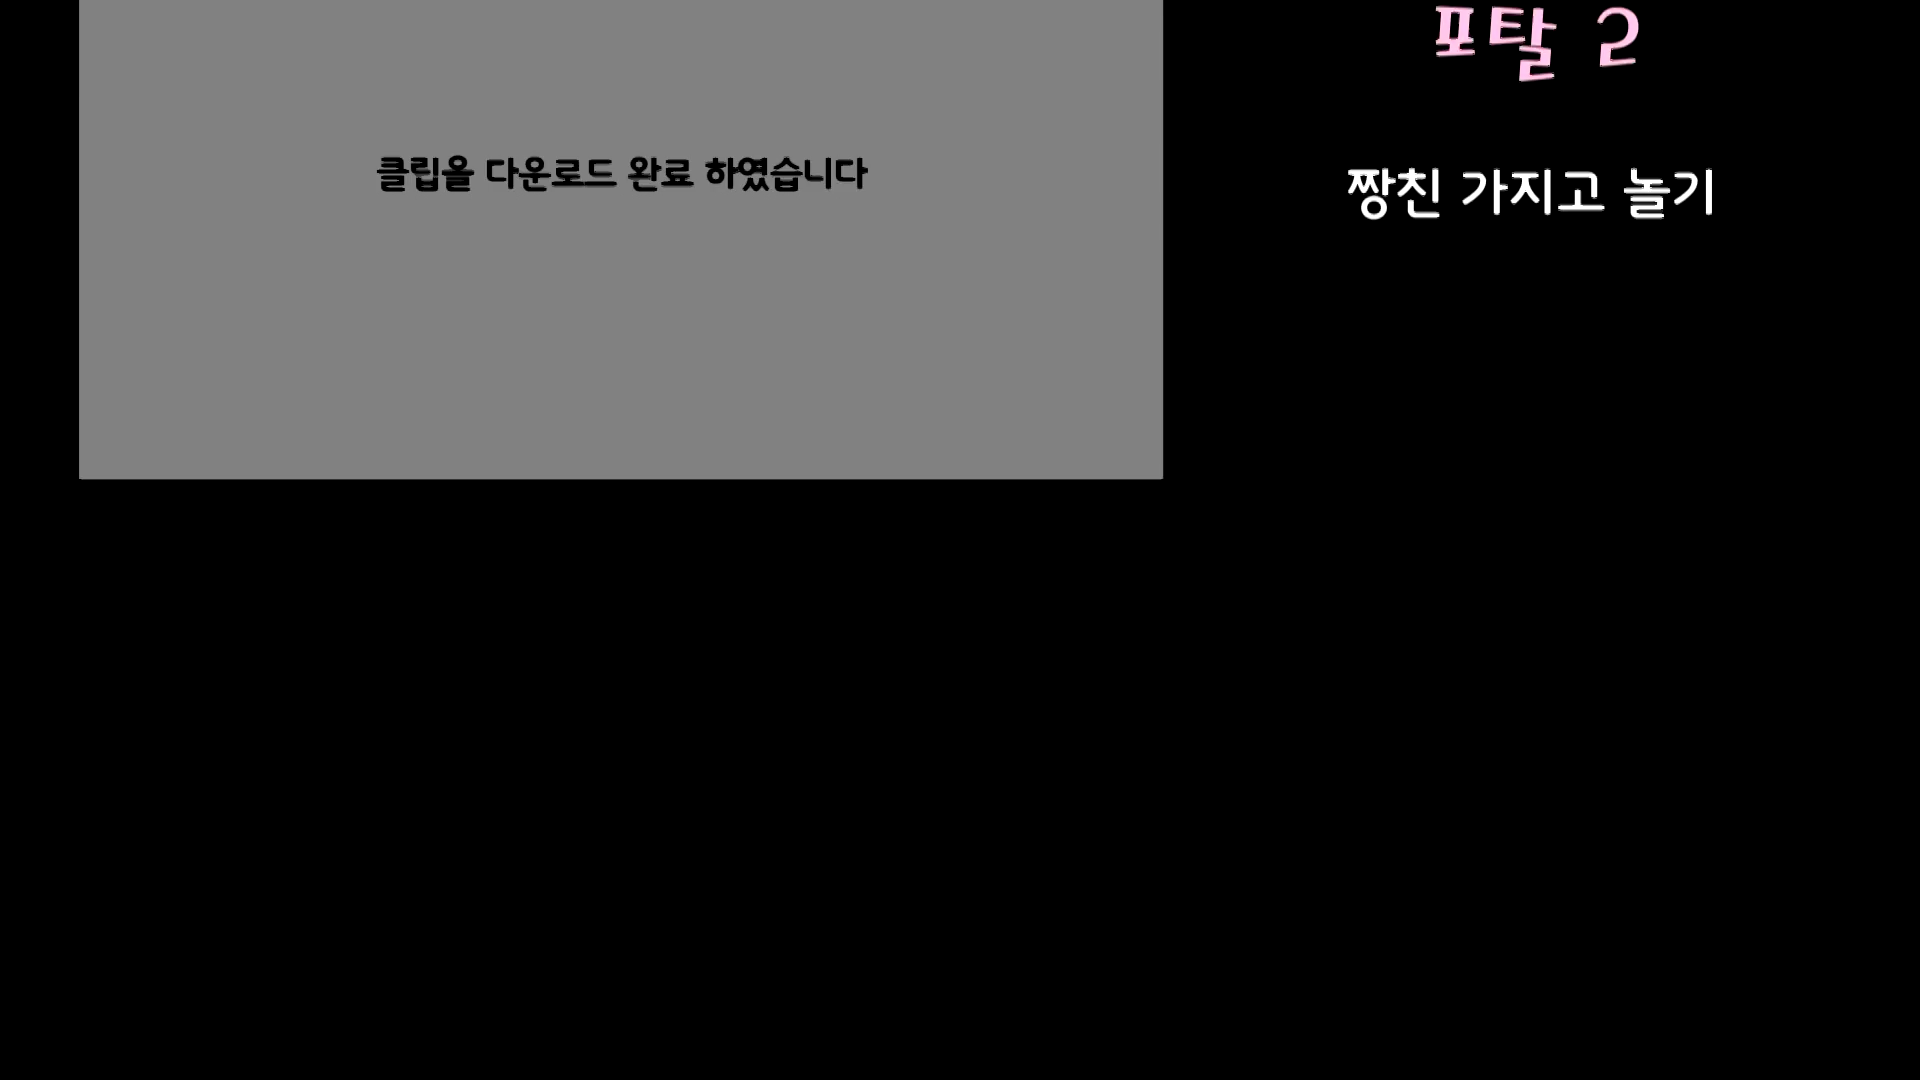 포탈 2
클립을 다운로드 완료 하였습니다
짱친 가지고 놀기